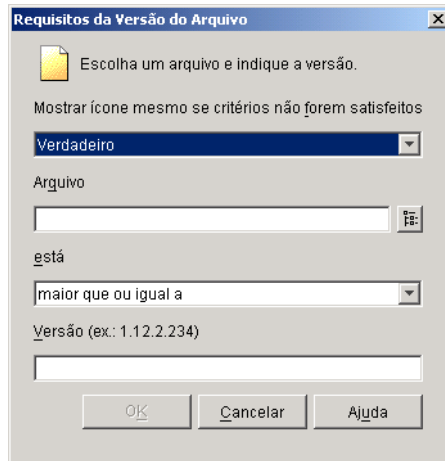 Requisitos da Versão do Arquivo
Escolha um arquivo e indique a versão.
Mostrar ícone mesmo se critérios não forem satisfeitos
Verdadeiro
Arquivo
está
maior que ou igual a
Versão (ex.: 1.12.2.234)
OK Cancelar Ajuda